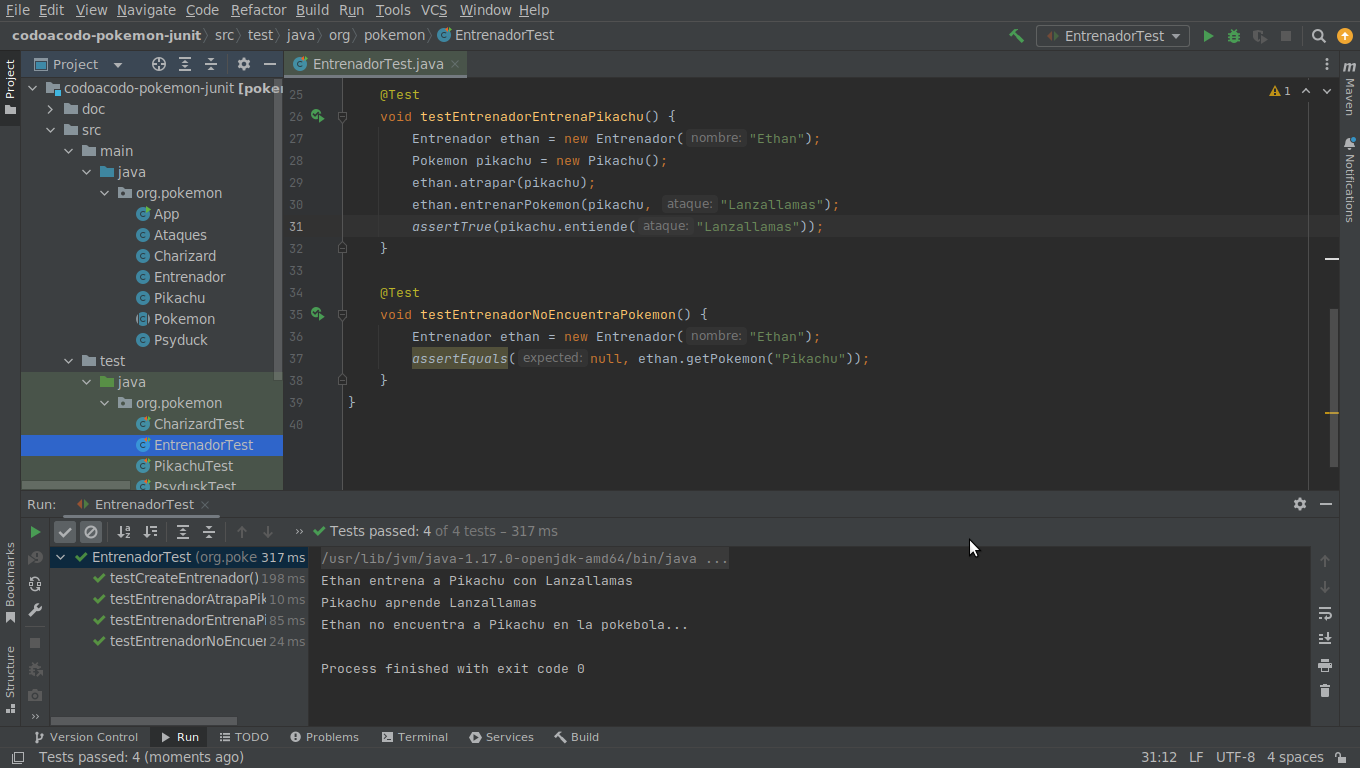 File Edit View Navigate Code Refactor Build Run Tools VCS Window Help
codoacodo-pokemon-junit src test java org pokemon EntrenadorTest
EntrenadorTest
Project
EntrenadorTest.java
Project
codoacodo-pokemon-junit [poke
doc
src
main
java
org.pokemon
App
Ataques
Charizard
Entrenador
Pikachu
Pokemon
Psyduck
test
java
org.pokemon
CharizardTest
EntrenadorTest
PikachuTest
PsyduskTest
25 @Test
26 void testEntrenadorEntrenaPikachu() {
27 Entrenador ethan = new Entrenador( nombre: "Ethan");
28 Pokemon pikachu = new Pikachu();
29 ethan.atrapar(pikachu);
30 ethan.entrenarPokemon(pikachu, ataque: "Lanzallamas");
31 assertTrue(pikachu.entiende( ataque: "Lanzallamas"));
32 }
33
34 @Test
35 void testEntrenadorNoEncuentraPokemon() {
36 Entrenador ethan = new Entrenador( nombre: "Ethan");
37 assertEquals( expected: null, ethan.getPokemon("Pikachu"));
38 }
39 }
40
1
m
Maven
Notifications
Run: EntrenadorTest
Tests passed: 4 of 4 tests – 317 ms
EntrenadorTest (org.poke 317 ms
testCreateEntrenador() 198 ms
testEntrenadorAtrapaPik 10 ms
testEntrenadorEntrenaPi 85 ms
testEntrenadorNoEncuer 24 ms
/usr/lib/jvm/java-1.17.0-openjdk-amd64/bin/java ...
Ethan entrena a Pikachu con Lanzallamas
Pikachu aprende Lanzallamas
Ethan no encuentra a Pikachu en la pokebola...
Process finished with exit code 0
Bookmarks
Structure
Version Control Run TODO Problems Terminal Services Build
Tests passed: 4 (moments ago)
31:12 LF UTF-8 4 spaces